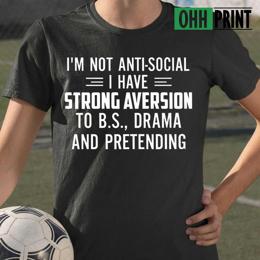 OHH PRINT
I'M NOT ANTI-SOCIAL
I HAVE
STRONG AVERSION
TO B.S., DRAMA
AND PRETENDING